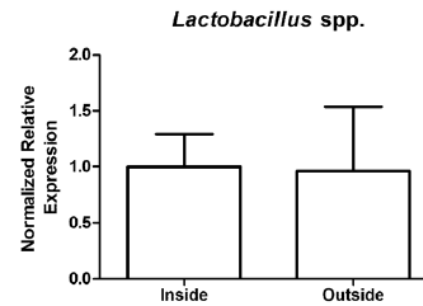 Lactobacillus spp.
Normalized Relative
Expression
2.0
1.5
1.0
0.5
0.0
Inside
Outside